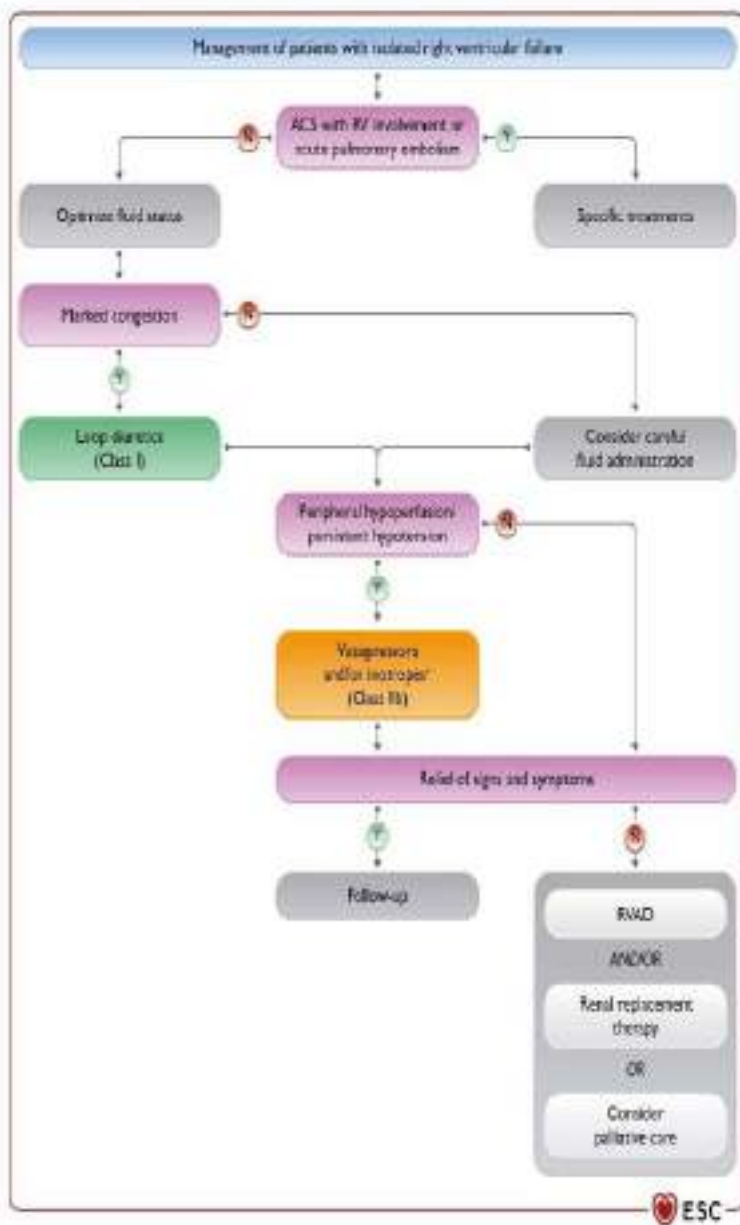 Management of patients with isolated right ventricular failure
ACS with RV involvement or
acute pulmonary embolism
N
Y
Optimize fluid status
Specific treatments
Marked congestion
N
Y
Loop diuretics
(Class I)
Consider careful
fluid administration
Peripheral hypoperfusion/
persistent hypotension
N
Y
Vasopressors
and/or inotropes
(Class IIb)
Relief of signs and symptoms
Y
N
Follow-up
RVAD
AND/OR
Renal replacement
therapy
OR
Consider
palliative care
ESC